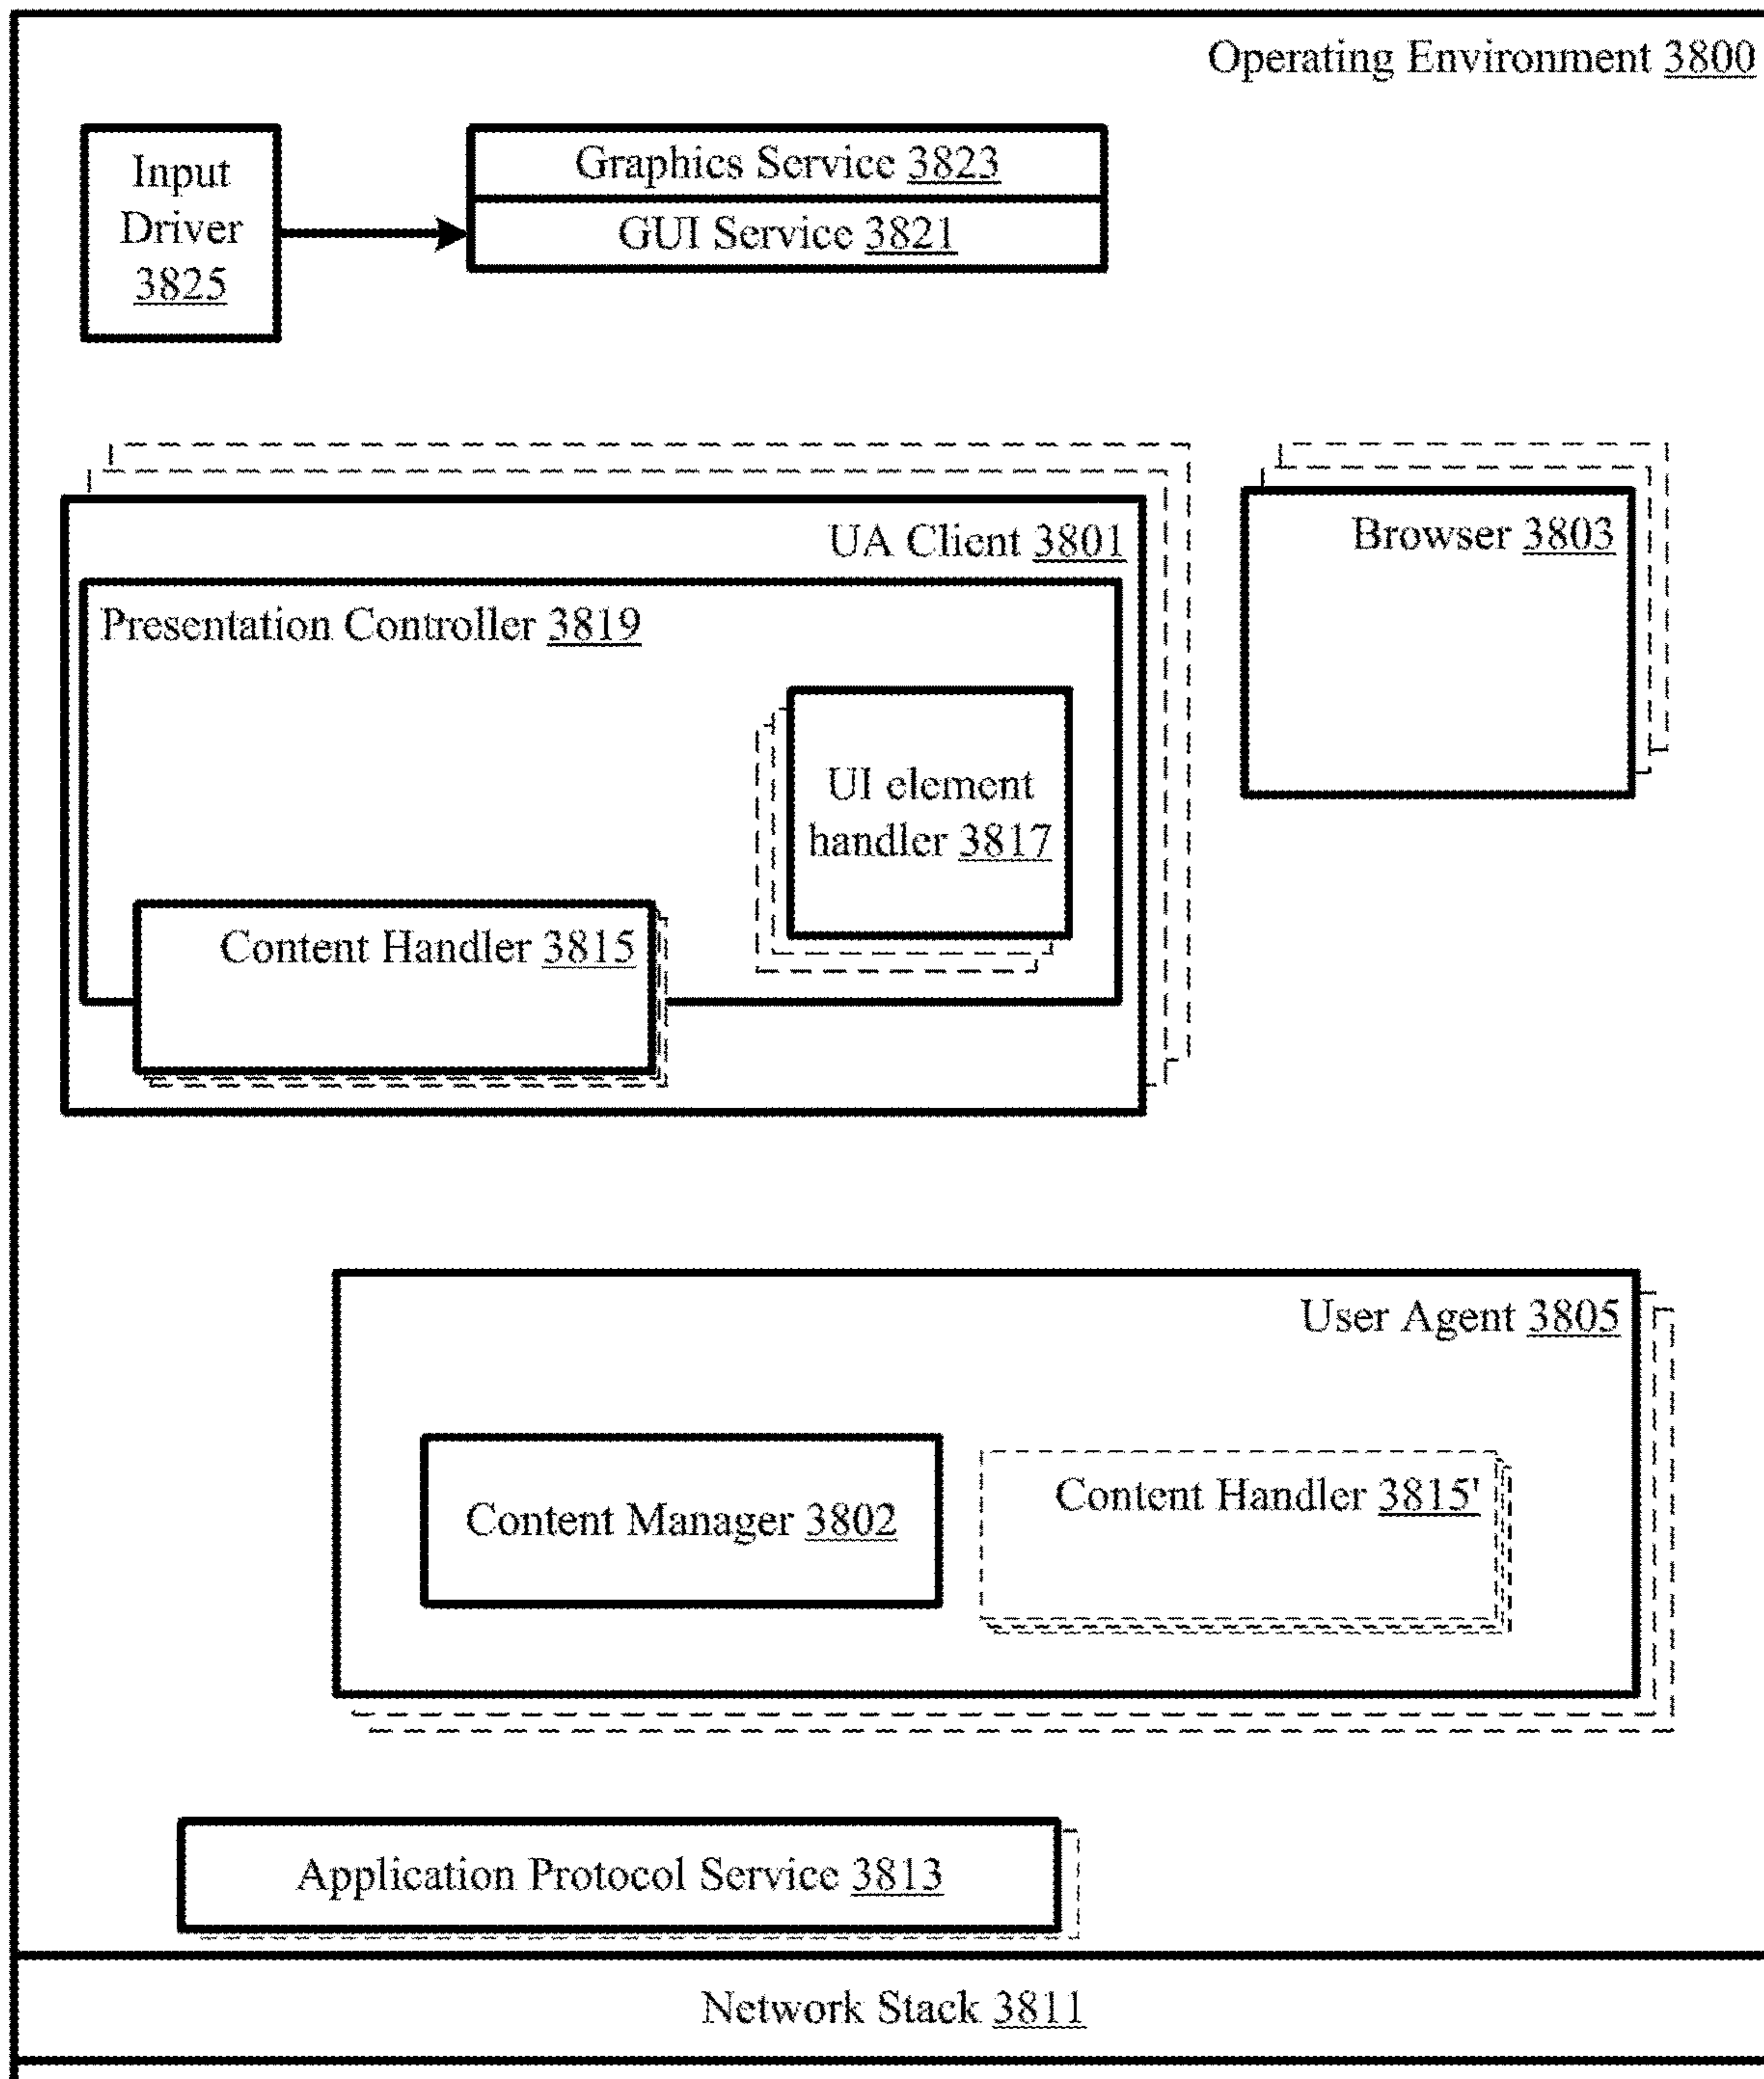 Operating Environment 3800
Input
Driver
3825
Graphics Service 3823
GUI Service 3821
UA Client 3801
Browser 3803
Presentation Controller 3819
UI element
handler 3817
Content Handler 3815
User Agent 3805
Content Manager 3802
Content Handler 3815'
Application Protocol Service 3813
Network Stack 3811